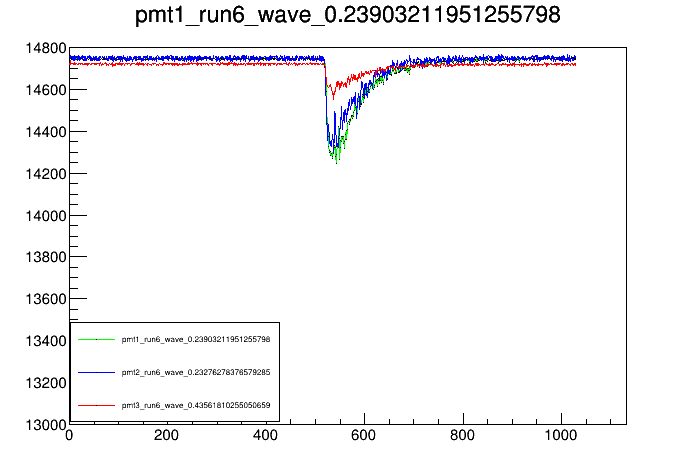 pmt1_run6_wave_0.23903211951255798
14800
14600
14400
14200
14000
13800
13600
13400
13200
13000
pmt1_run6_wave_0.23903211951255798
pmt2_run6_wave_0.23276278376579285
pmt3_run6_wave_0.43561810255050659
0 200 400 600 800 1000